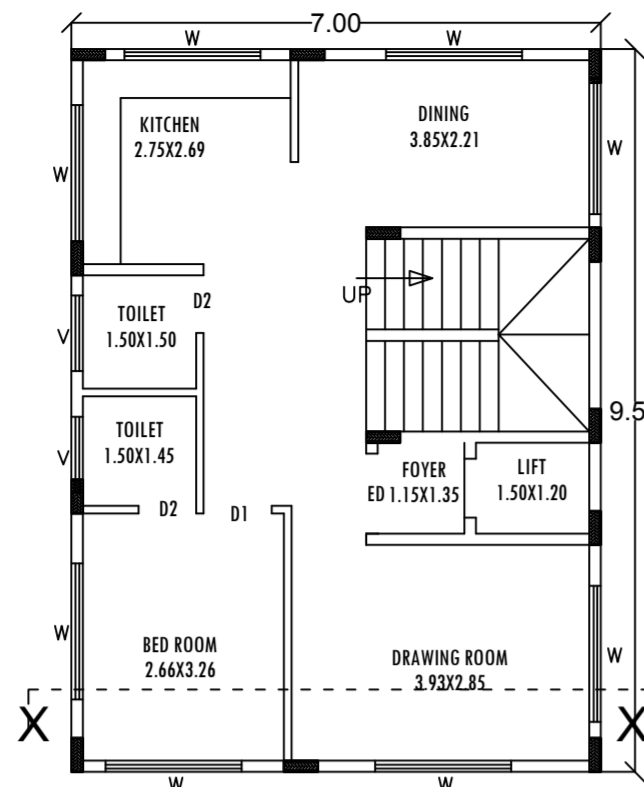 7.00
W
W
KITCHEN
2.75X2.69
DINING
3.85X2.21
W
W
UP
D2
TOILET
1.50X1.50
V
9.5
TOILET
1.50X1.45
V
FOYER
ED 1.15X1.35
LIFT
1.50X1.20
D2
D1
BED ROOM
2.66X3.26
W
DRAWING ROOM
3.93X2.85
W
X
X
W
W